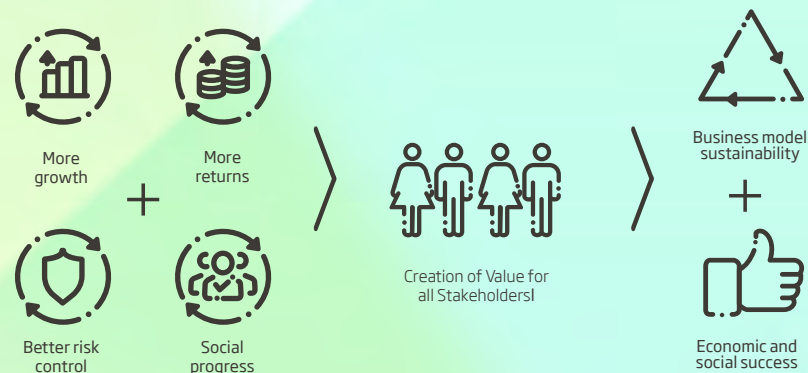 More
growth
More
returns
+
Better risk
control
Social
progress
Creation of Value for
all Stakeholders!
Business model
sustainability
+
Economic and
social success